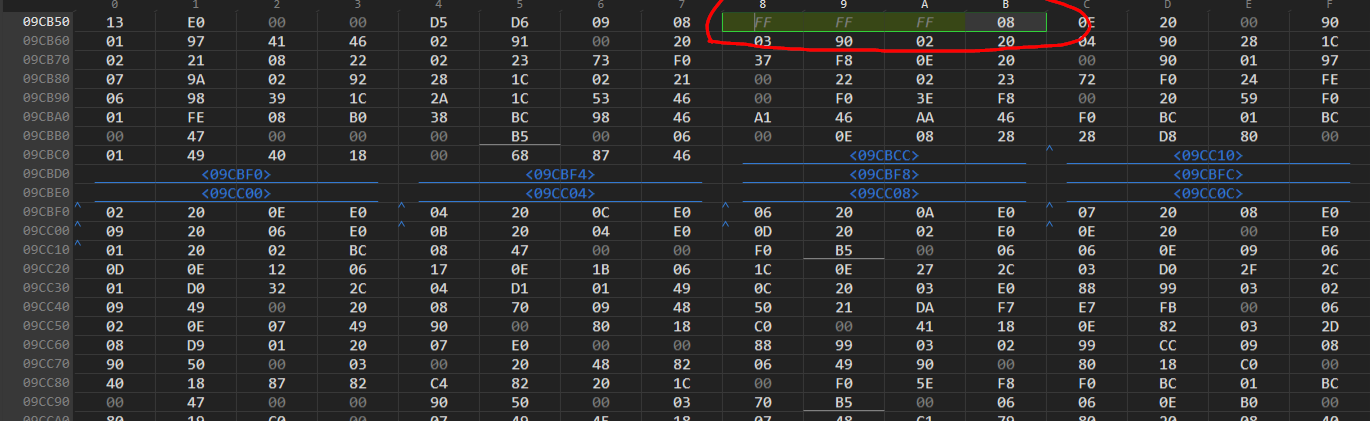 0 1 2 3 4 5 6 7 8 9 A B C D E F
09CB50 13 E0 00 00 D5 D6 09 08 FF FF FF 08 0E 20 00 90
09CB60 01 97 41 46 02 91 00 20 03 90 02 20 04 90 28 1C
09CB70 02 21 08 22 02 23 73 F0 37 F8 0E 20 00 90 01 97
09CB80 07 9A 02 92 28 1C 02 21 00 22 02 23 72 F0 24 FE
09CB90 06 98 39 1C 2A 1C 53 46 00 F0 3E F8 00 20 59 F0
09CBA0 01 FE 08 B0 38 BC 98 46 A1 46 AA 46 F0 BC 01 BC
09CBB0 00 47 00 00 00 B5 00 06 00 0E 08 28 28 D8 80 00
09CBC0 01 49 40 18 00 68 87 46 <09CBCC> <09CC10>
09CBD0 <09CBF0> <09CBF4> <09CBF8> <09CBFC>
09CBE0 <09CC00> <09CC04> <09CC08> <09CC0C>
09CBF0 02 20 0E E0 04 20 0C E0 06 20 0A E0 07 20 08 E0
09CC00 09 20 06 E0 0B 20 04 E0 0D 20 02 E0 0E 20 00 E0
09CC10 01 20 02 BC 08 47 00 00 F0 B5 00 06 06 0E 09 06
09CC20 0D 0E 12 06 17 0E 1B 06 1C 0E 27 2C 03 D0 2F 2C
09CC30 01 D0 32 2C 04 D1 01 49 0C 20 03 E0 88 99 03 02
09CC40 09 49 00 20 08 70 09 48 50 21 DA F7 E7 FB 00 06
09CC50 02 0E 07 49 90 00 80 18 C0 00 41 18 0E 82 03 2D
09CC60 08 D9 01 20 07 E0 00 00 88 99 03 02 99 CC 09 08
09CC70 90 50 00 03 00 20 48 82 06 49 90 00 80 18 C0 00
09CC80 40 18 87 82 C4 82 20 1C 00 F0 5E F8 F0 BC 01 BC
09CC90 00 47 00 00 90 50 00 03 70 B5 00 06 06 0E B0 00